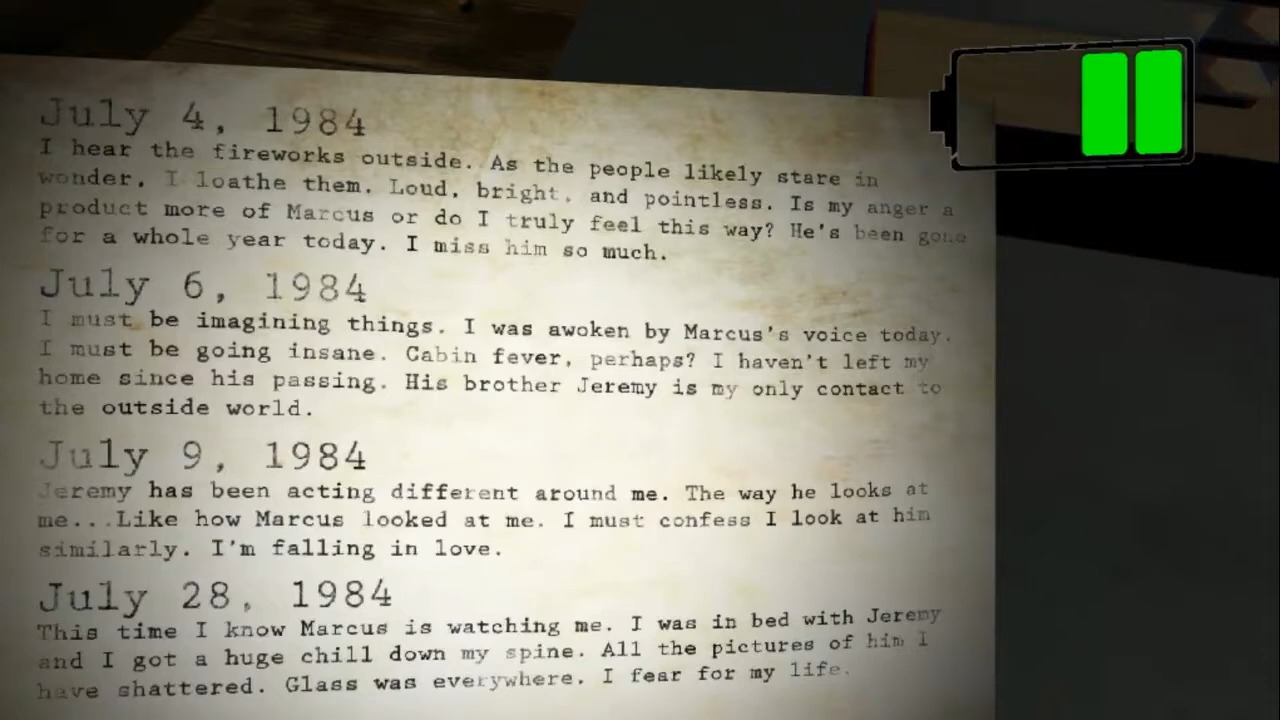 July 4, 1984
I hear the fireworks outside. As the people likely stare in
wonder, I loathe them. Loud, bright, and pointless. Is my anger a
product more of Marcus or do I truly feel this way? He's been gone
for a whole year today. I miss him so much.
July 6, 1984
I must be imagining things. I was awoken by Marcus's voice today.
I must be going insane. Cabin fever, perhaps? I haven't left my
home since his passing. His brother Jeremy is my only contact to
the outside world.
July 9, 1984
Jeremy has been acting different around me. The way he looks at
me...Like how Marcus looked at me. I must confess I look at him
similarly. I'm falling in love.
July 28, 1984
This time I know Marcus is watching me. I was in bed with Jeremy
and I got a huge chill down my spine. All the pictures of him I
have shattered. Glass was everywhere. I fear for my life.